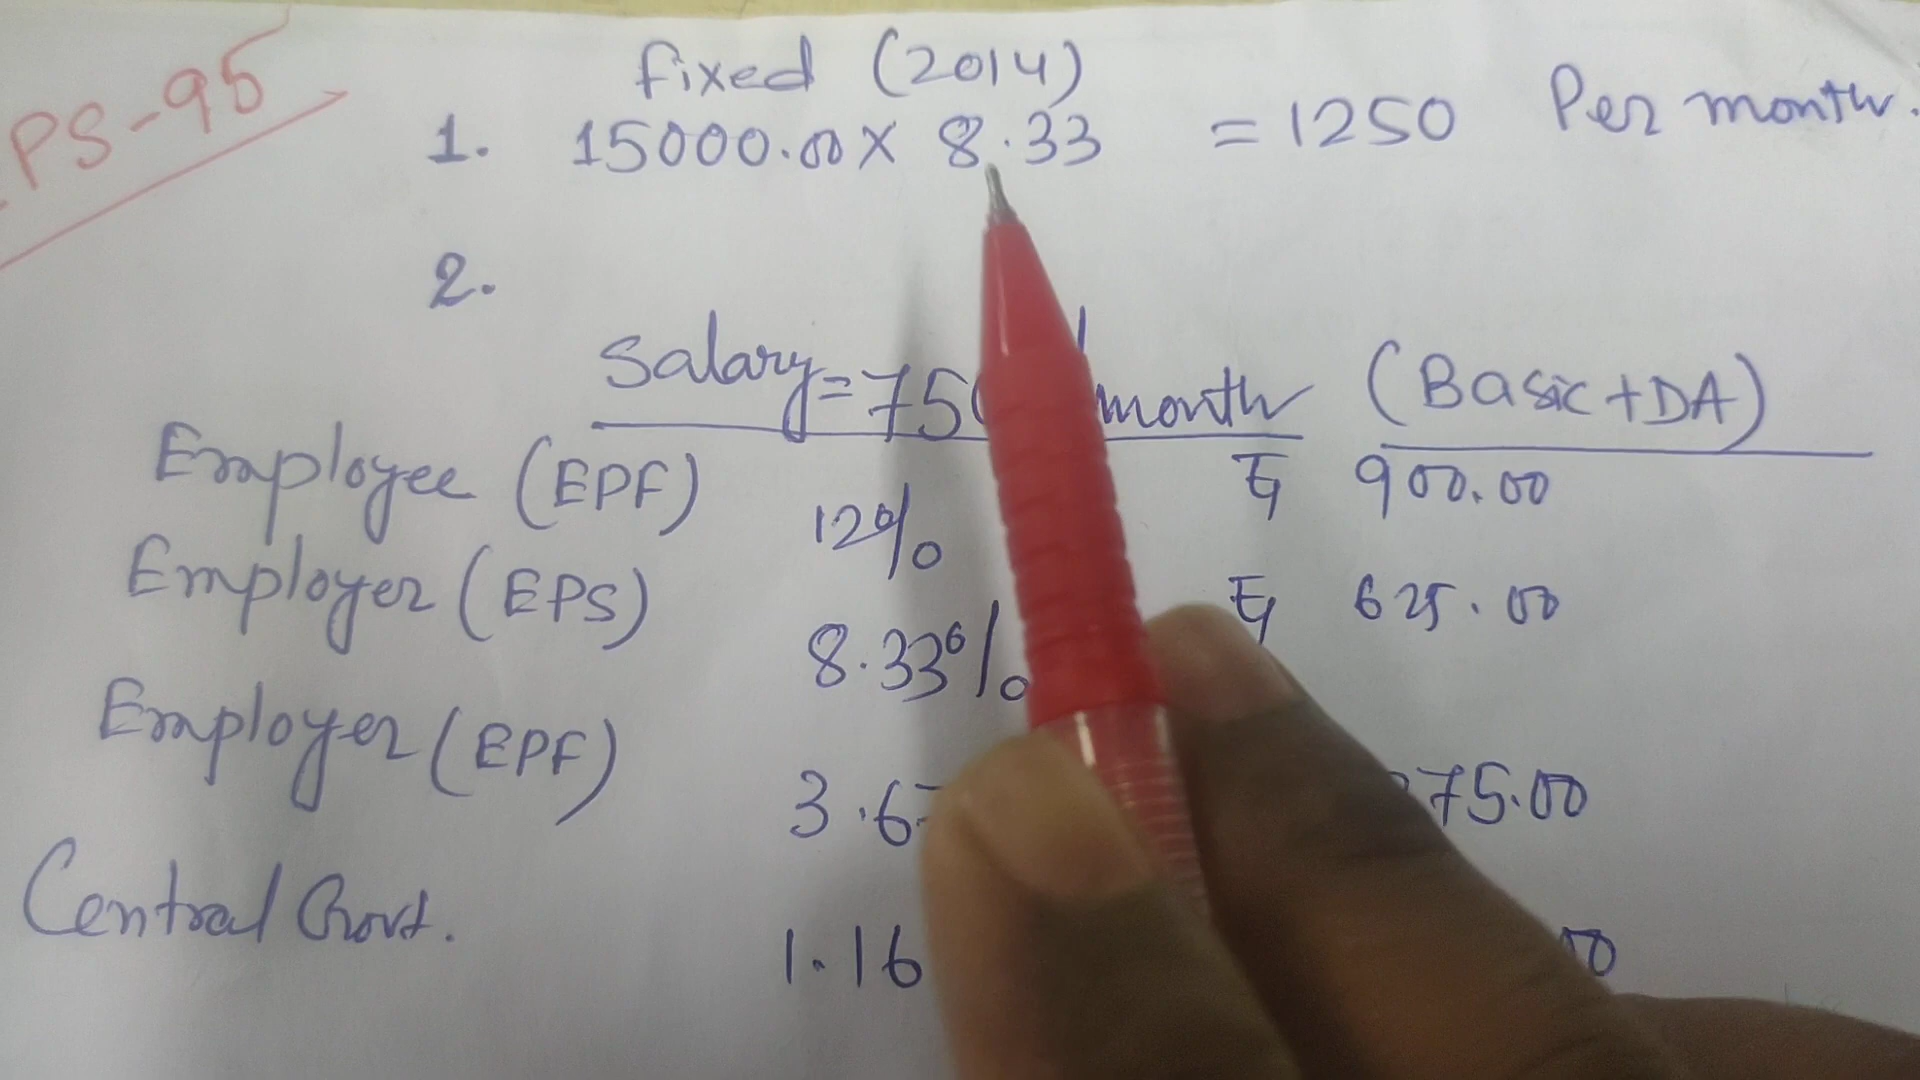 PS-95
fixed (2014)
1. 15000.00 X 8.33 = 1250 Per month.
2.
Salary = 75 month (Basic+DA)
Employee (EPF) 12% ₹ 900.00
Employer (EPS) 8.33% ₹ 625.00
Employer (EPF) 3.67 75.00
Central Govt. 1.16 00